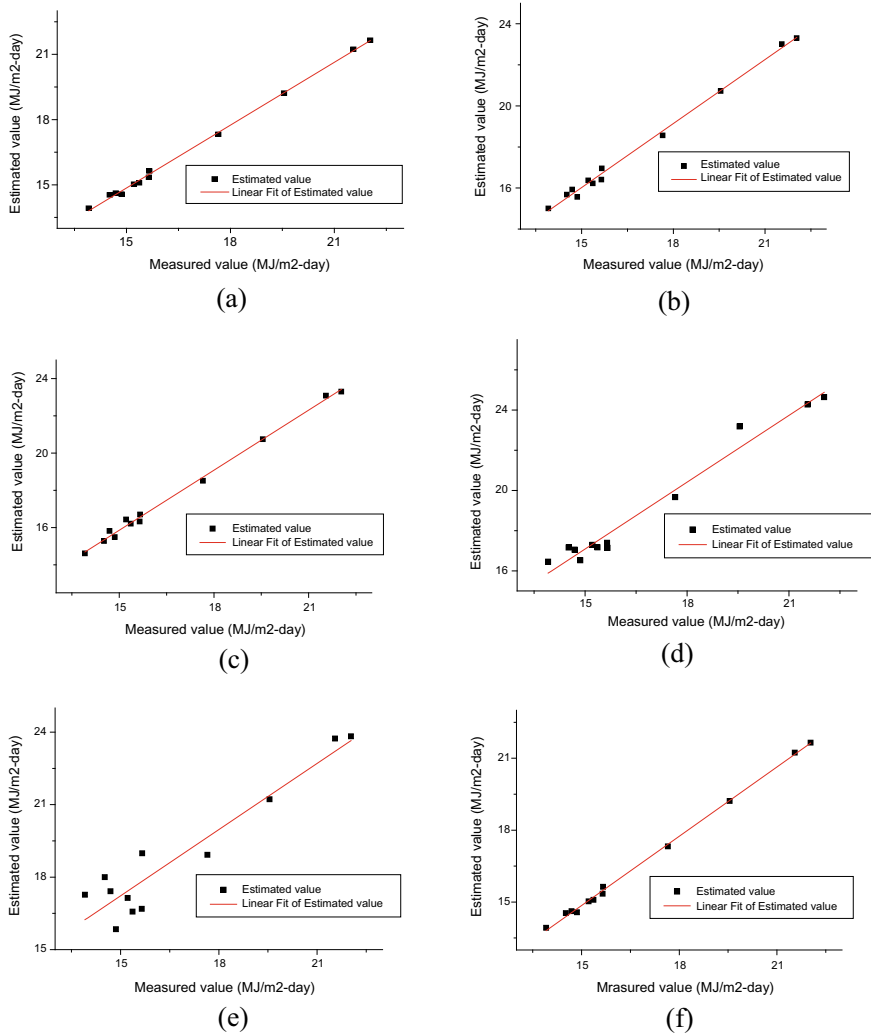 Estimated value (MJ/m2-day)
21
18
15
Estimated value
Linear Fit of Estimated value
15 18 21
Measured value (MJ/m2-day)
(a)
Estimated value (MJ/m2-day)
24
20
16
Estimated value
Linear Fit of Estimated value
15 18 21
Measured value (MJ/m2-day)
(b)
Estimated value (MJ/m2-day)
24
20
16
Estimated value
Linear Fit of Estimated value
15 18 21
Measured value (MJ/m2-day)
(c)
Estimated value (MJ/m2-day)
24
20
16
Estimated value
Linear Fit of Estimated value
15 18 21
Measured value (MJ/m2-day)
(d)
Estimated value (MJ/m2-day)
24
21
18
15
Estimated value
Linear Fit of Estimated value
15 18 21
Measured value (MJ/m2-day)
(e)
Estimated value (MJ/m2-day)
21
18
15
Estimated value
Linear Fit of Estimated value
15 18 21
Mrasured value (MJ/m2-day)
(f)